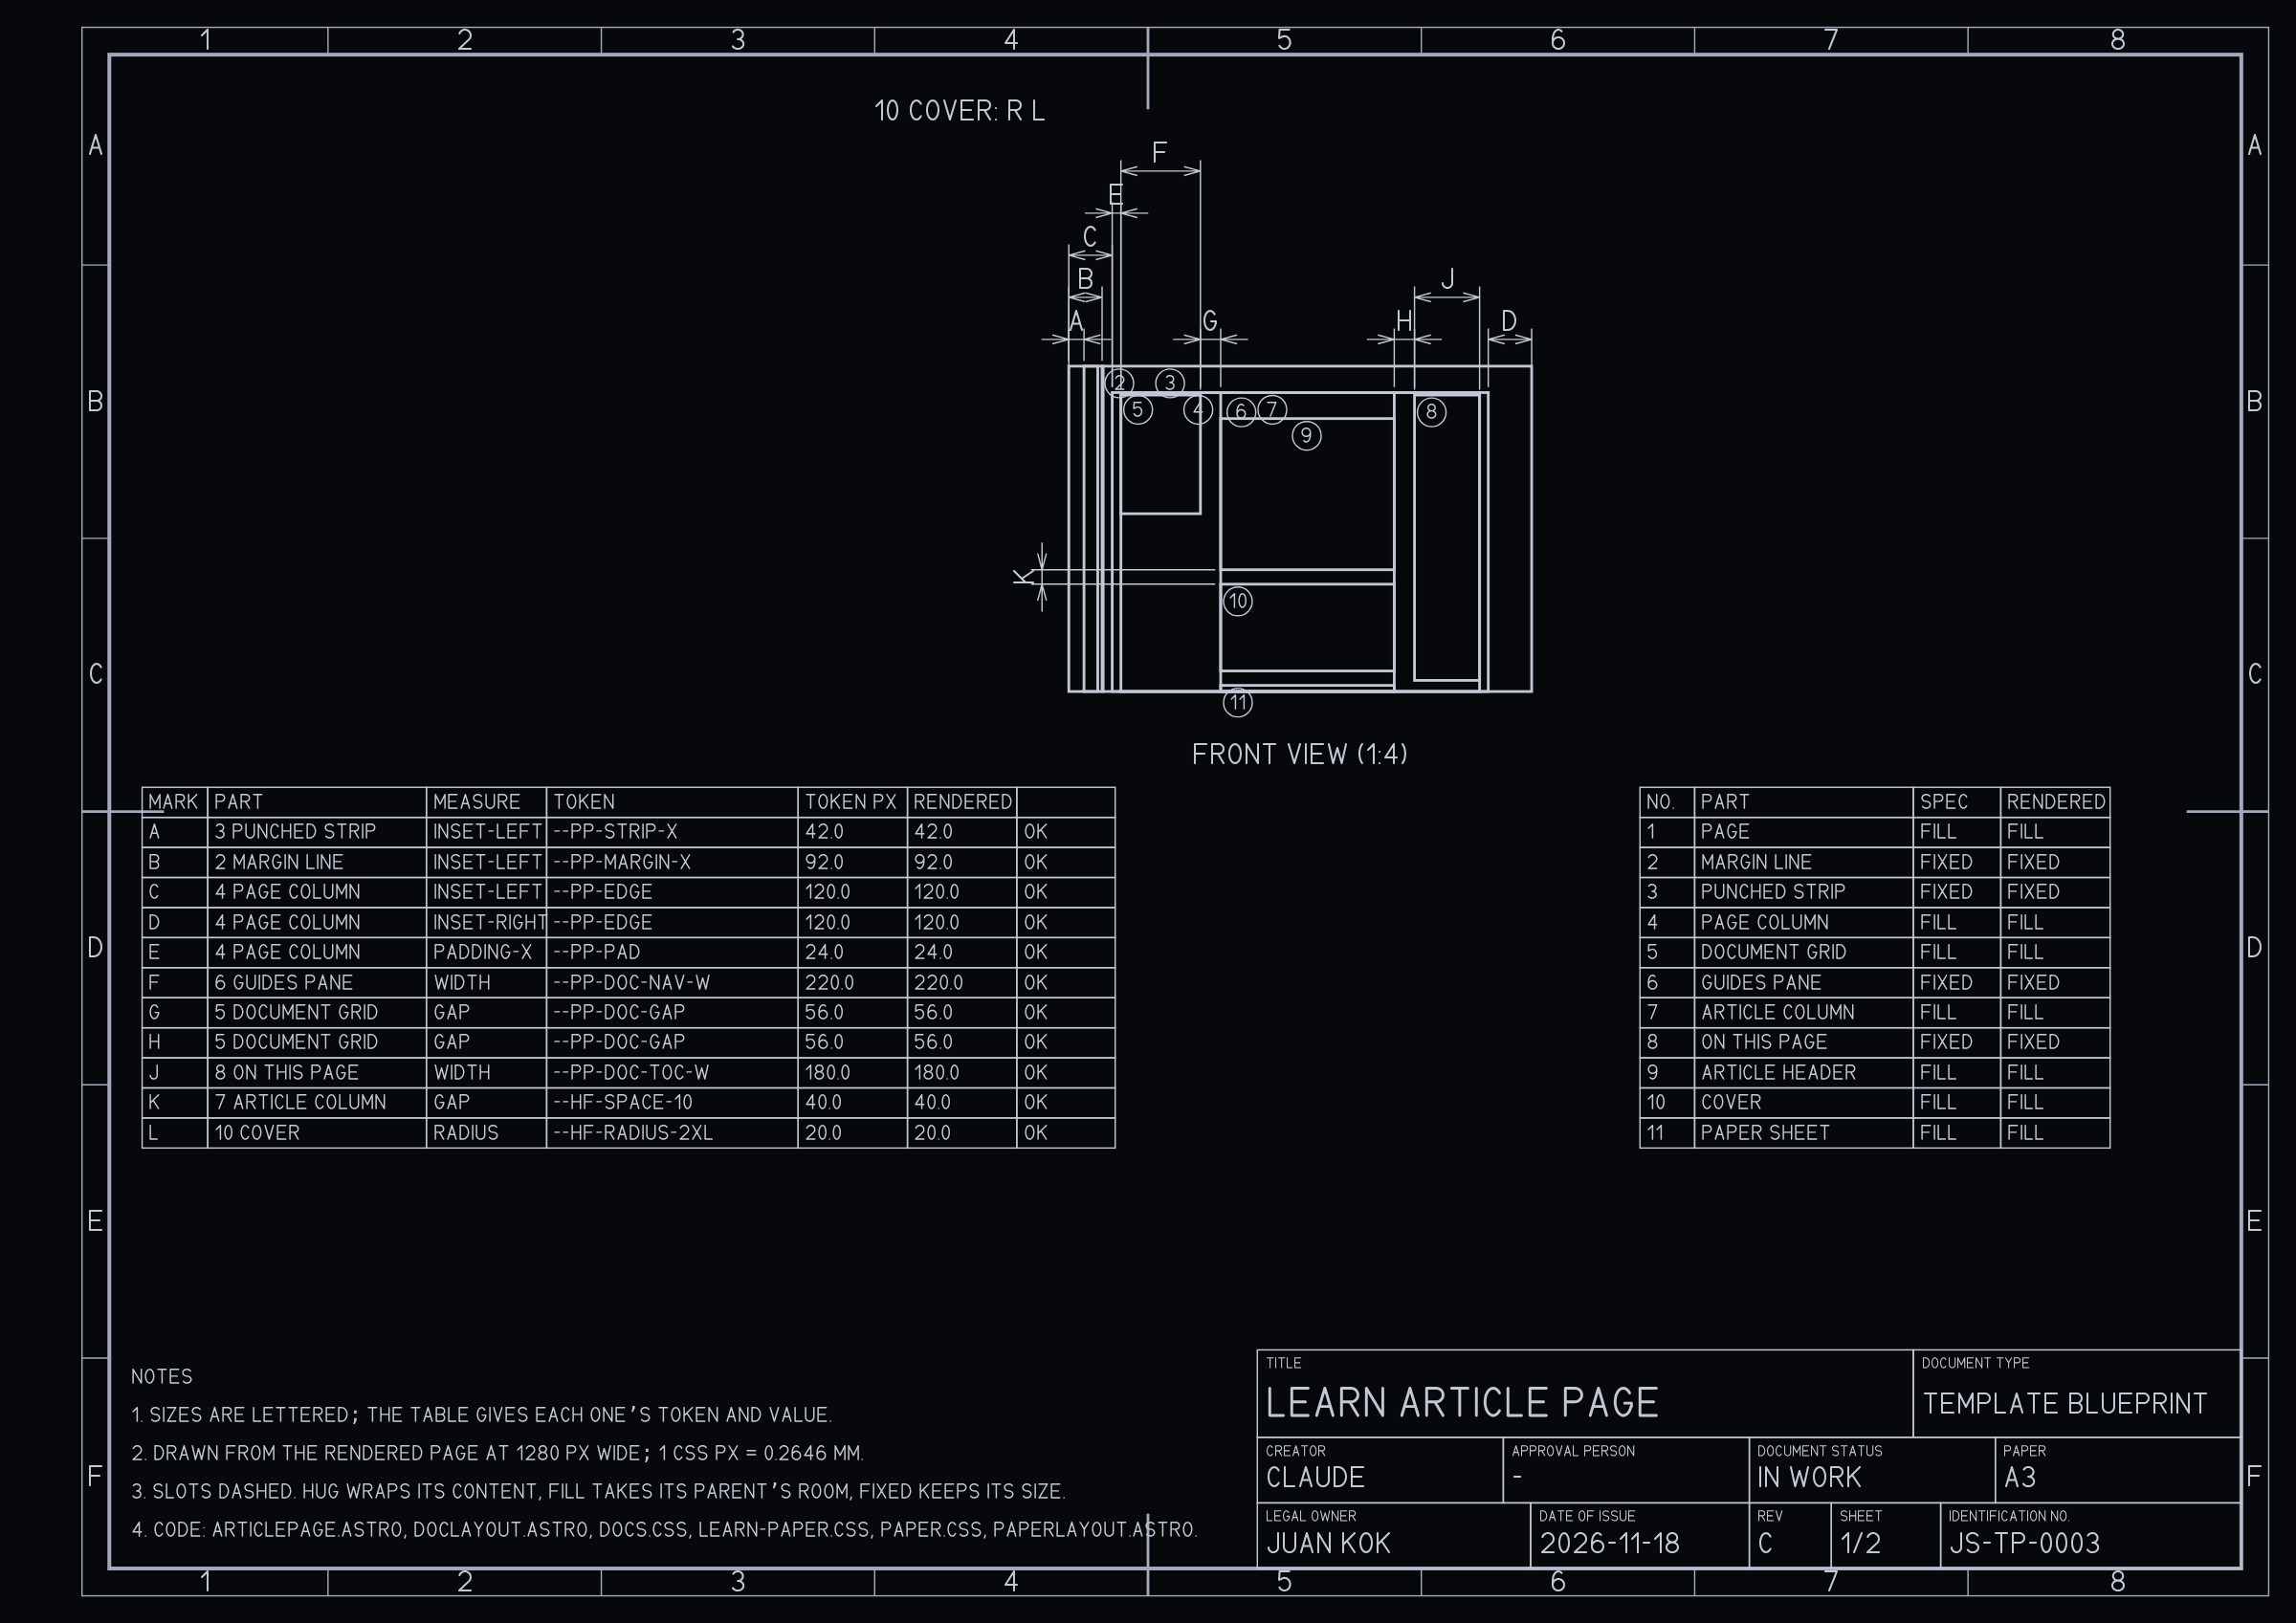 1 2 3 4 5 6 7 8
10 COVER: R L
A A
F
E
C
B J
A G H D
2 3
5 4 6 7 8
9
B B
K
10
11
C C
FRONT VIEW (1:4)
MARK PART MEASURE TOKEN TOKEN PX RENDERED
A 3 PUNCHED STRIP INSET-LEFT --PP-STRIP-X 42.0 42.0 OK
B 2 MARGIN LINE INSET-LEFT --PP-MARGIN-X 92.0 92.0 OK
C 4 PAGE COLUMN INSET-LEFT --PP-EDGE 120.0 120.0 OK
D 4 PAGE COLUMN INSET-RIGHT --PP-EDGE 120.0 120.0 OK
E 4 PAGE COLUMN PADDING-X --PP-PAD 24.0 24.0 OK
F 6 GUIDES PANE WIDTH --PP-DOC-NAV-W 220.0 220.0 OK
G 5 DOCUMENT GRID GAP --PP-DOC-GAP 56.0 56.0 OK
H 5 DOCUMENT GRID GAP --PP-DOC-GAP 56.0 56.0 OK
J 8 ON THIS PAGE WIDTH --PP-DOC-TOC-W 180.0 180.0 OK
K 7 ARTICLE COLUMN GAP --HF-SPACE-10 40.0 40.0 OK
L 10 COVER RADIUS --HF-RADIUS-2XL 20.0 20.0 OK
NO. PART SPEC RENDERED
1 PAGE FILL FILL
2 MARGIN LINE FIXED FIXED
3 PUNCHED STRIP FIXED FIXED
4 PAGE COLUMN FILL FILL
5 DOCUMENT GRID FILL FILL
6 GUIDES PANE FIXED FIXED
7 ARTICLE COLUMN FILL FILL
8 ON THIS PAGE FIXED FIXED
9 ARTICLE HEADER FILL FILL
10 COVER FILL FILL
11 PAPER SHEET FILL FILL
D D
E E
NOTES
1. SIZES ARE LETTERED; THE TABLE GIVES EACH ONE'S TOKEN AND VALUE.
2. DRAWN FROM THE RENDERED PAGE AT 1280 PX WIDE; 1 CSS PX = 0.2646 MM.
3. SLOTS DASHED. HUG WRAPS ITS CONTENT, FILL TAKES ITS PARENT'S ROOM, FIXED KEEPS ITS SIZE.
4. CODE: ARTICLEPAGE.ASTRO, DOCLAYOUT.ASTRO, DOCS.CSS, LEARN-PAPER.CSS, PAPER.CSS, PAPERLAYOUT.ASTRO.
TITLE
LEARN ARTICLE PAGE
DOCUMENT TYPE
TEMPLATE BLUEPRINT
CREATOR
CLAUDE
APPROVAL PERSON
-
DOCUMENT STATUS
IN WORK
PAPER
A3
LEGAL OWNER
JUAN KOK
DATE OF ISSUE
2026-11-18
REV
C
SHEET
1/2
IDENTIFICATION NO.
JS-TP-0003
F F
1 2 3 4 5 6 7 8